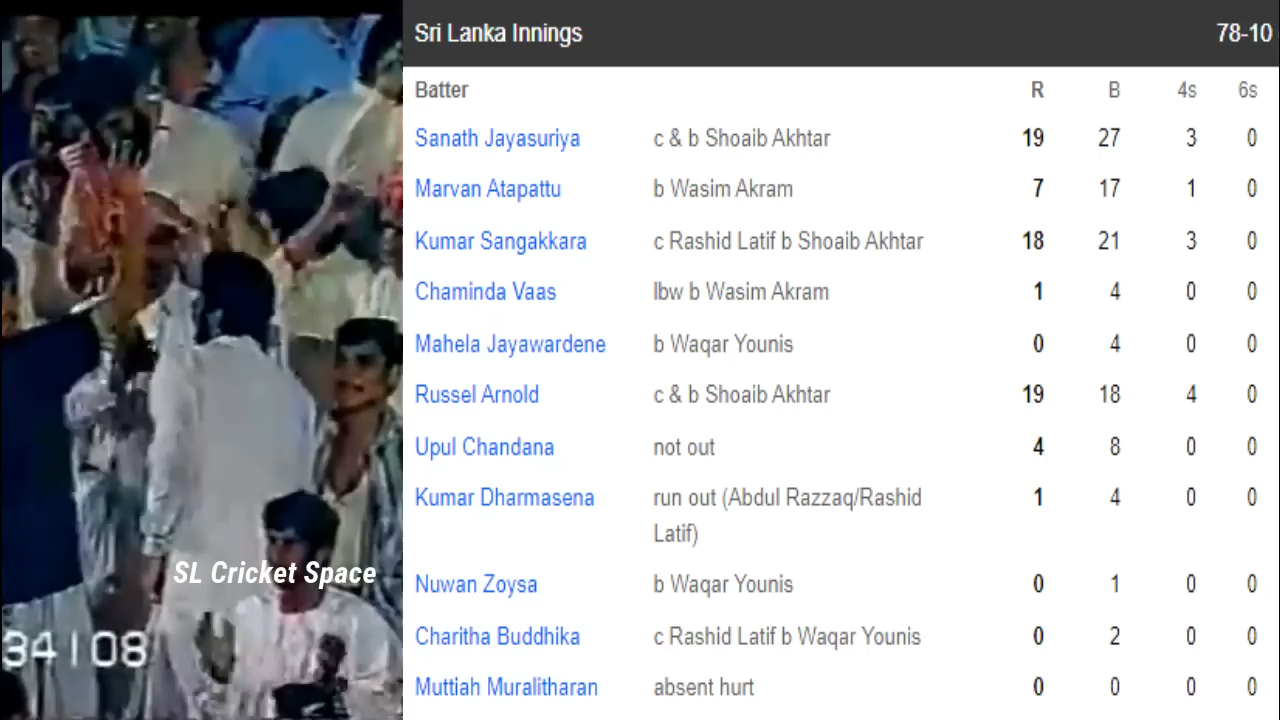 Sri Lanka Innings 78-10
Batter R B 4s 6s
Sanath Jayasuriya c & b Shoaib Akhtar 19 27 3 0
Marvan Atapattu b Wasim Akram 7 17 1 0
Kumar Sangakkara c Rashid Latif b Shoaib Akhtar 18 21 3 0
Chaminda Vaas lbw b Wasim Akram 1 4 0 0
Mahela Jayawardene b Waqar Younis 0 4 0 0
Russel Arnold c & b Shoaib Akhtar 19 18 4 0
Upul Chandana not out 4 8 0 0
Kumar Dharmasena run out (Abdul Razzaq/Rashid 1 4 0 0
Latif)
Nuwan Zoysa b Waqar Younis 0 1 0 0
Charitha Buddhika c Rashid Latif b Waqar Younis 0 2 0 0
Muttiah Muralitharan absent hurt 0 0 0 0
SL Cricket Space
34 | 08